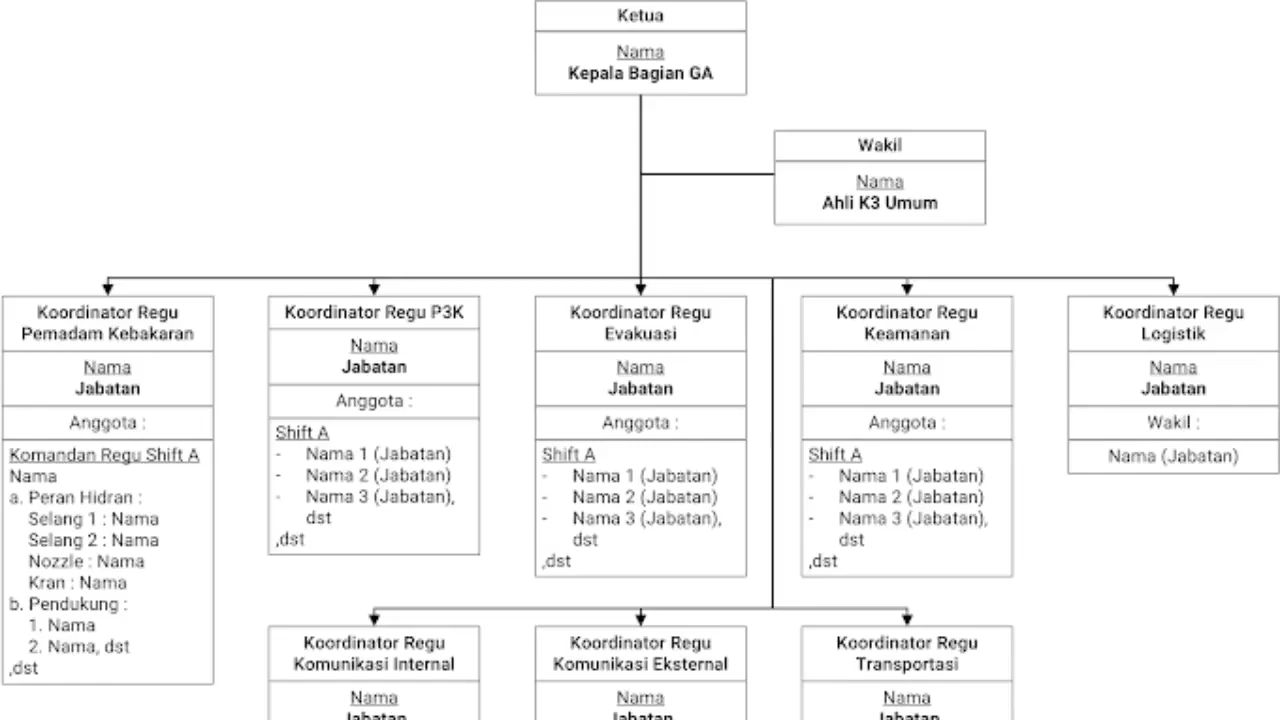 Ketua
Nama
Kepala Bagian GA
Wakil
Nama
Ahli K3 Umum
Koordinator Regu
Pemadam Kebakaran
Nama
Jabatan
Anggota :
Komandan Regu Shift A
Nama
a. Peran Hidran :
Selang 1 : Nama
Selang 2 : Nama
Nozzle : Nama
Kran : Nama
b. Pendukung :
1. Nama
2. Nama, dst
,dst
Koordinator Regu P3K
Nama
Jabatan
Anggota :
Shift A
- Nama 1 (Jabatan)
- Nama 2 (Jabatan)
- Nama 3 (Jabatan),
dst
,dst
Koordinator Regu
Evakuasi
Nama
Jabatan
Anggota :
Shift A
- Nama 1 (Jabatan)
- Nama 2 (Jabatan)
- Nama 3 (Jabatan),
dst
,dst
Koordinator Regu
Keamanan
Nama
Jabatan
Anggota :
Shift A
- Nama 1 (Jabatan)
- Nama 2 (Jabatan)
- Nama 3 (Jabatan),
dst
,dst
Koordinator Regu
Logistik
Nama
Jabatan
Wakil :
Nama (Jabatan)
Koordinator Regu
Komunikasi Internal
Nama
Jabatan
Koordinator Regu
Komunikasi Eksternal
Nama
Jabatan
Koordinator Regu
Transportasi
Nama
Jabatan